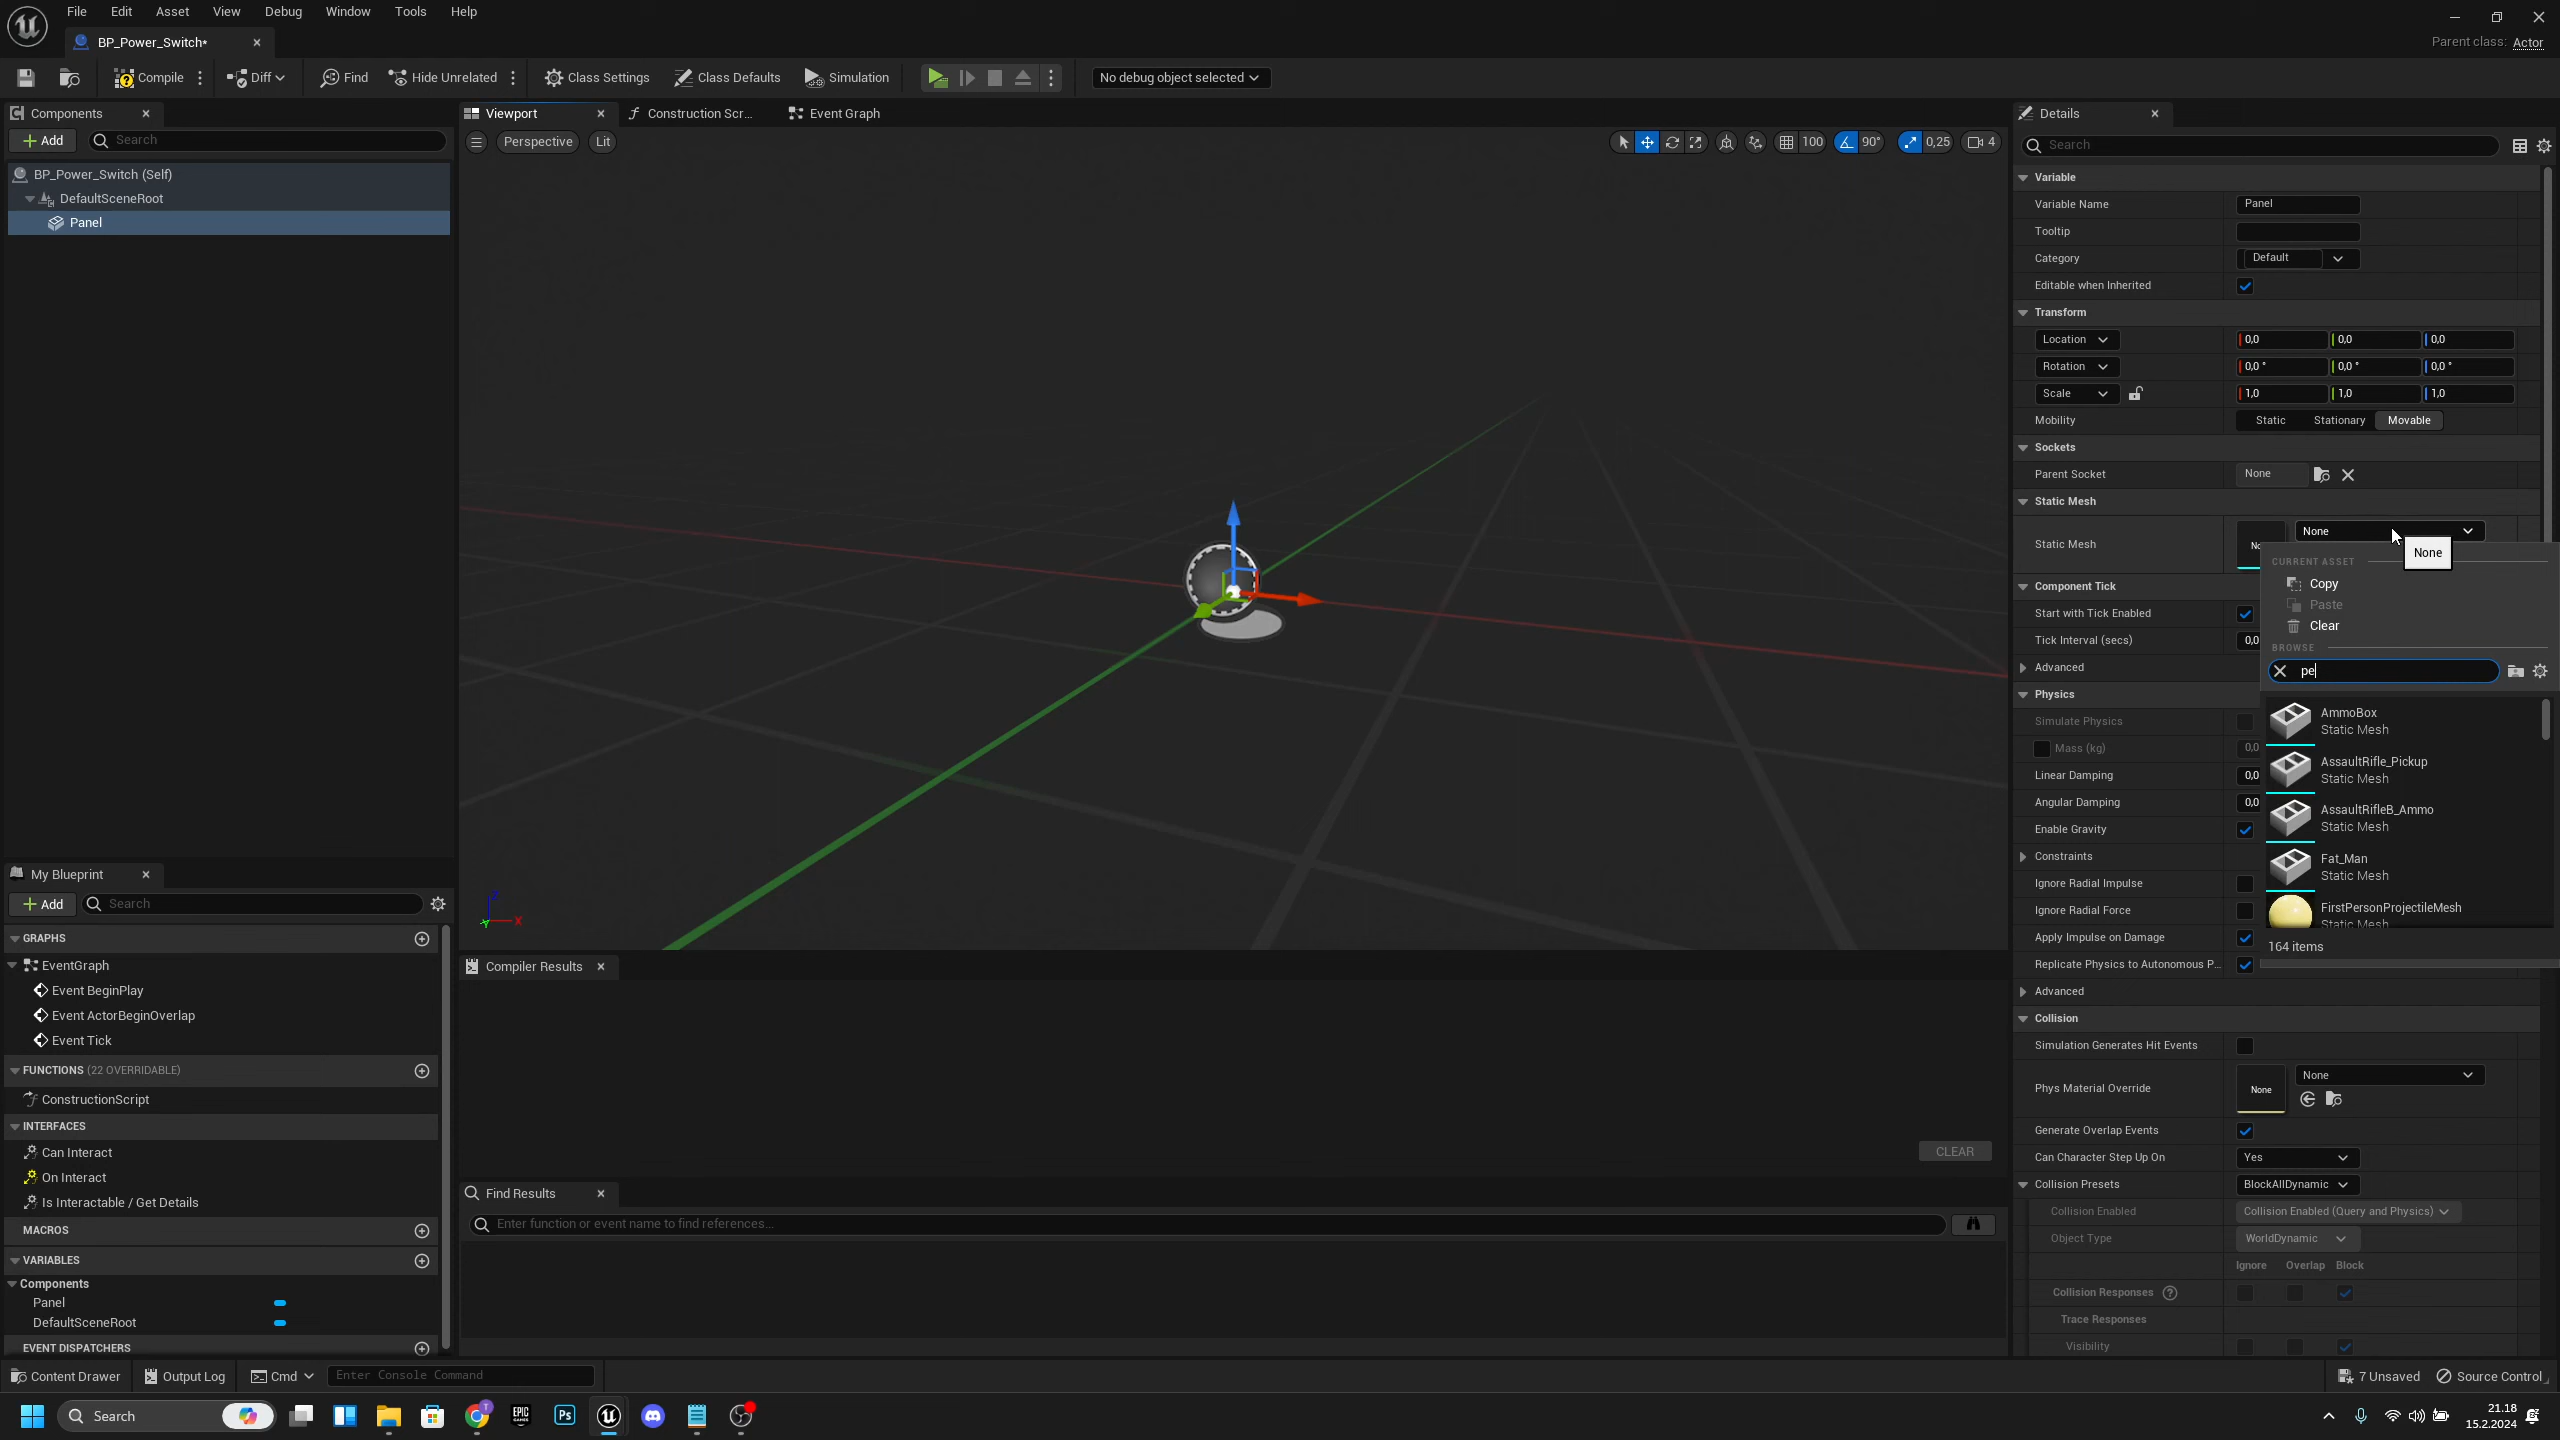 File Edit Asset View Debug Window Tools Help
BP_Power_Switch*
Parent class: Actor
Compile Diff Find Hide Unrelated Class Settings Class Defaults Simulation No debug object selected
Components
Add Search
BP_Power_Switch (Self)
DefaultSceneRoot
Panel
My Blueprint
Add Search
GRAPHS
EventGraph
Event BeginPlay
Event ActorBeginOverlap
Event Tick
FUNCTIONS (22 OVERRIDABLE)
ConstructionScript
INTERFACES
Can Interact
On Interact
Is Interactable / Get Details
MACROS
VARIABLES
Components
Panel
DefaultSceneRoot
EVENT DISPATCHERS
Viewport Construction Scr... Event Graph
Perspective Lit 100 90° 0,25 4
X
Compiler Results
CLEAR
Find Results
Enter function or event name to find references...
Details
Search
Variable
Variable Name Panel
Tooltip
Category Default
Editable when Inherited
Transform
Location 0,0 0,0 0,0
Rotation 0,0 ° 0,0 ° 0,0 °
Scale 1,0 1,0 1,0
Mobility Static Stationary Movable
Sockets
Parent Socket None
Static Mesh
Static Mesh None
None
CURRENT ASSET
Copy
Paste
Clear
BROWSE
pe
AmmoBox
Static Mesh
AssaultRifle_Pickup
Static Mesh
AssaultRifleB_Ammo
Static Mesh
Fat_Man
Static Mesh
FirstPersonProjectileMesh
Static Mesh
164 items
Component Tick
Start with Tick Enabled
Tick Interval (secs) 0,0
Advanced
Physics
Simulate Physics
Mass (kg) 0,0
Linear Damping 0,0
Angular Damping 0,0
Enable Gravity
Constraints
Ignore Radial Impulse
Ignore Radial Force
Apply Impulse on Damage
Replicate Physics to Autonomous P...
Advanced
Collision
Simulation Generates Hit Events
Phys Material Override None None
Generate Overlap Events
Can Character Step Up On Yes
Collision Presets BlockAllDynamic
Collision Enabled Collision Enabled (Query and Physics)
Object Type WorldDynamic
Ignore Overlap Block
Collision Responses
Trace Responses
Visibility
Content Drawer Output Log Cmd Enter Console Command 7 Unsaved Source Control
Search 21.18
15.2.2024